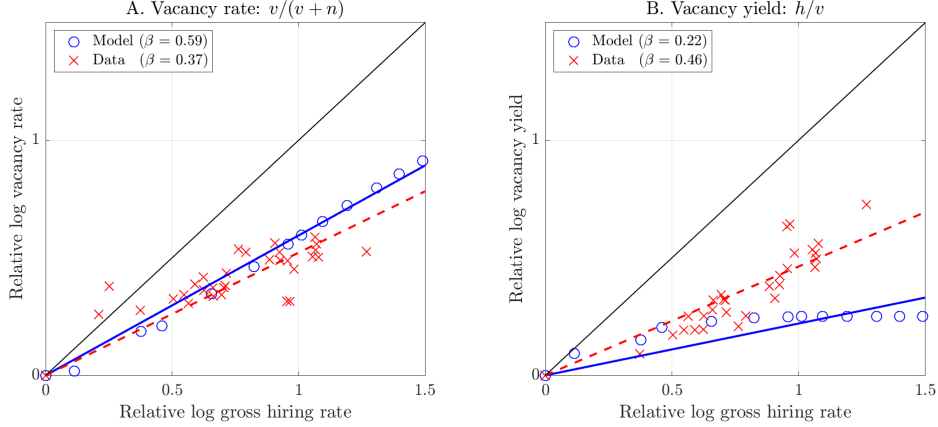 A. Vacancy rate: v/(v + n)
Model (β = 0.59)
Data (β = 0.37)
Relative log vacancy rate
1
0
0
0.5
1
1.5
Relative log gross hiring rate
B. Vacancy yield: h/v
Model (β = 0.22)
Data (β = 0.46)
Relative log vacancy yield
1
0
0
0.5
1
1.5
Relative log gross hiring rate